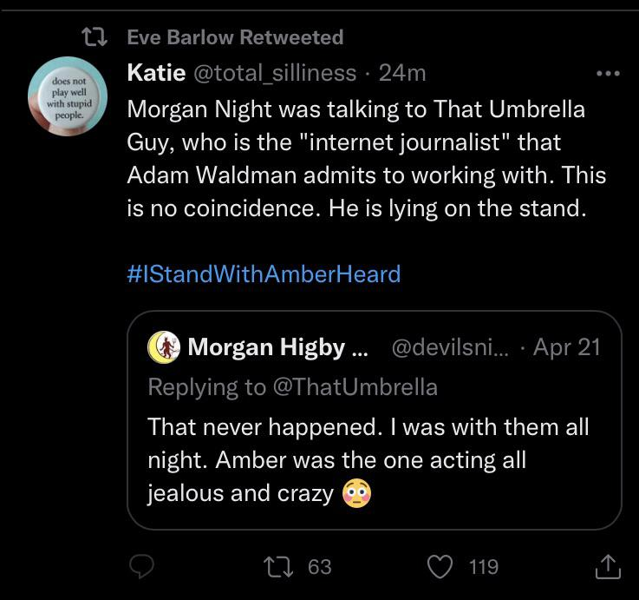 Eve Barlow Retweeted
Katie @total_silliness · 24m
does not
play well
with stupid
people.
Morgan Night was talking to That Umbrella
Guy, who is the "internet journalist" that
Adam Waldman admits to working with. This
is no coincidence. He is lying on the stand.
#IStandWithAmberHeard
Morgan Higby ... @devilsni... · Apr 21
Replying to @ThatUmbrella
That never happened. I was with them all
night. Amber was the one acting all
jealous and crazy 😳
63 119